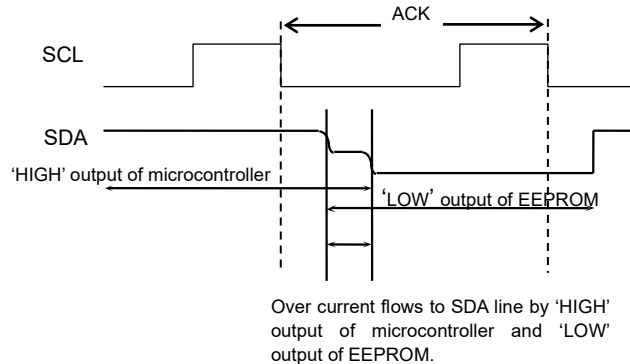 ACK
SCL
SDA
‘HIGH’ output of microcontroller
‘LOW’ output of EEPROM
Over current flows to SDA line by ‘HIGH’
output of microcontroller and ‘LOW’
output of EEPROM.